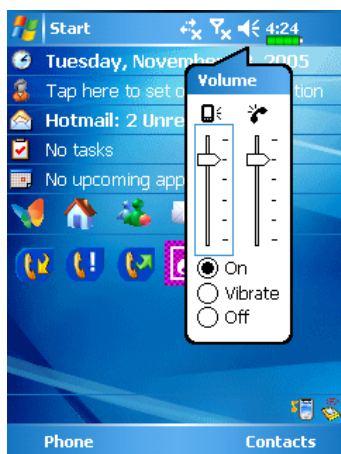 Start 4:24
Tuesday, November 2005
Volume
Tap here to set o tion
Hotmail: 2 Unre
No tasks
No upcoming app
On
Vibrate
Off
Phone Contacts